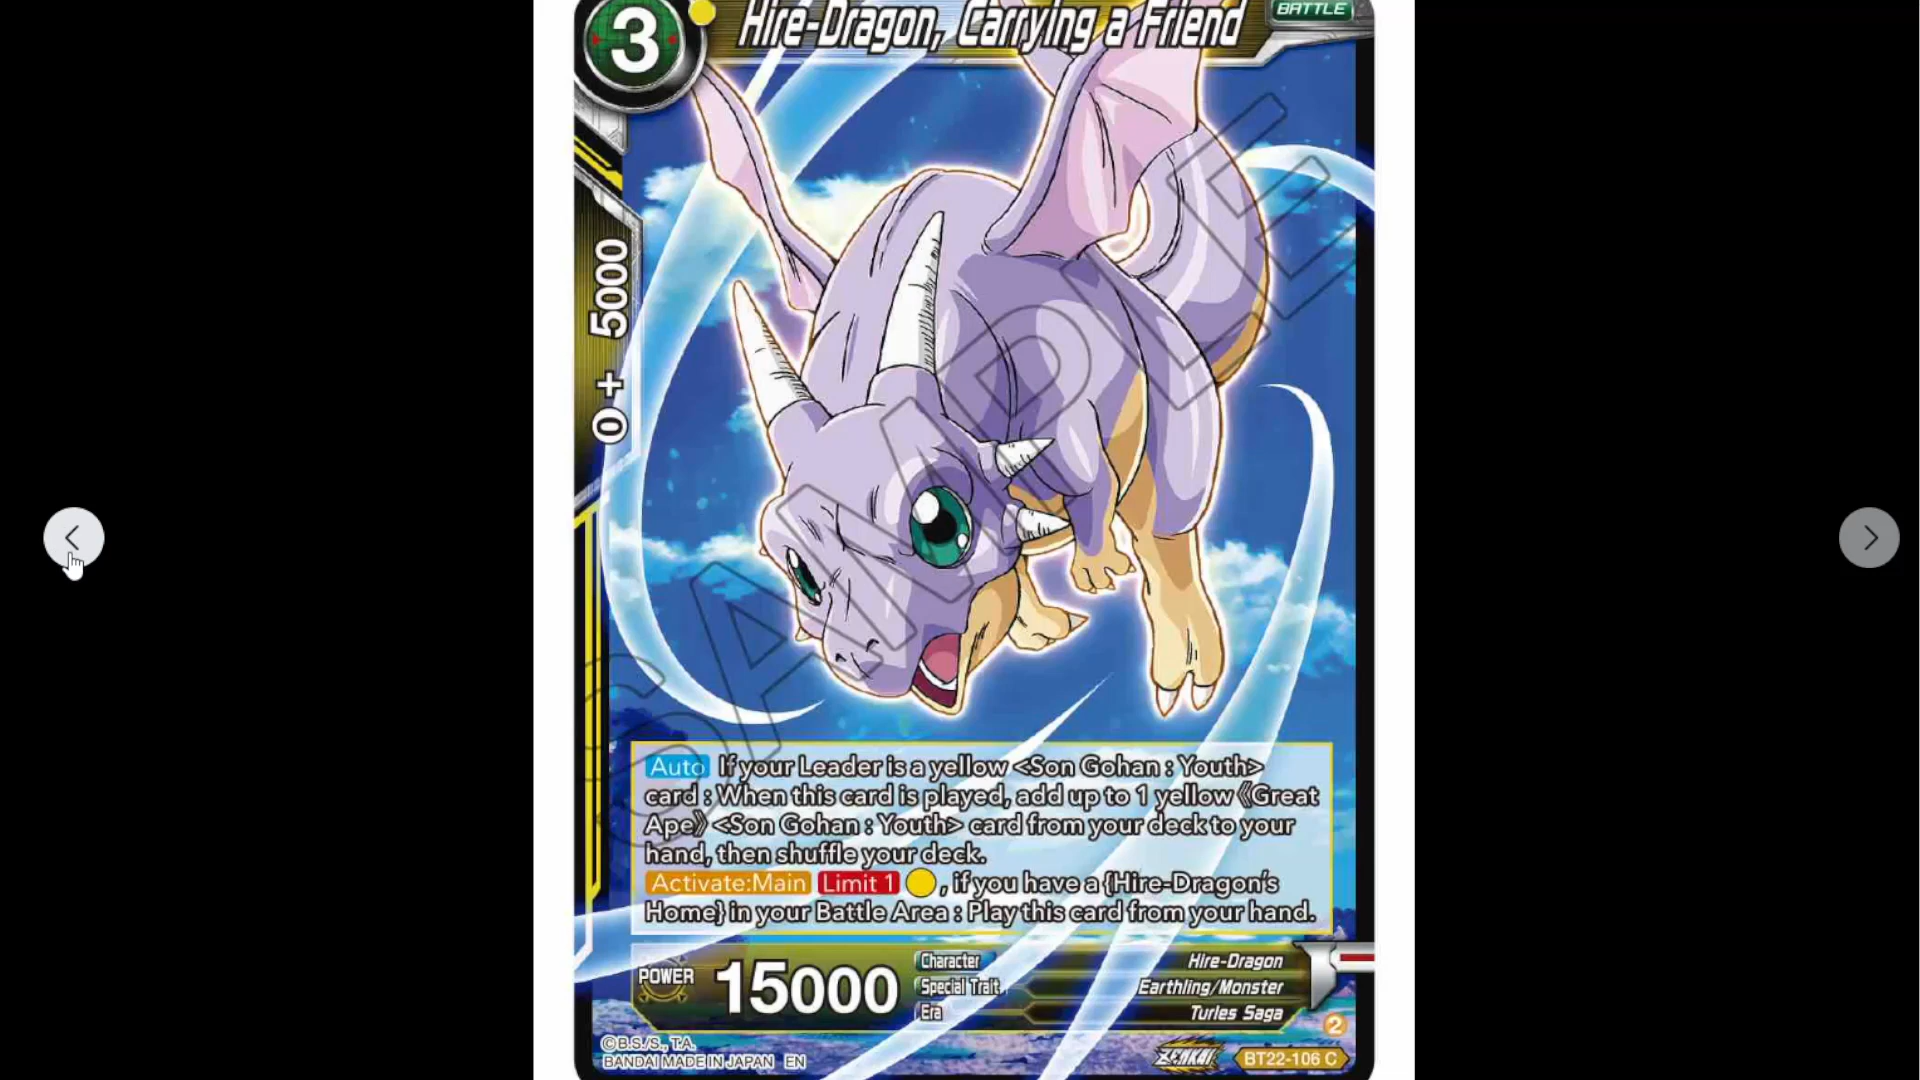 3
Hire-Dragon, Carrying a Friend
BATTLE
0 + 5000
SAMPLE
Auto If your Leader is a yellow <Son Gohan : Youth>
card : When this card is played, add up to 1 yellow 《Great
Ape》 <Son Gohan : Youth> card from your deck to your
hand, then shuffle your deck.
Activate:Main Limit 1 , if you have a {Hire-Dragon's
Home} in your Battle Area : Play this card from your hand.
POWER 15000
Character Hire-Dragon
Special Trait Earthling/Monster
Era Turles Saga
2
©B.S./S., T.A.
BANDAI MADE IN JAPAN EN
ZENKAI
BT22-106 C